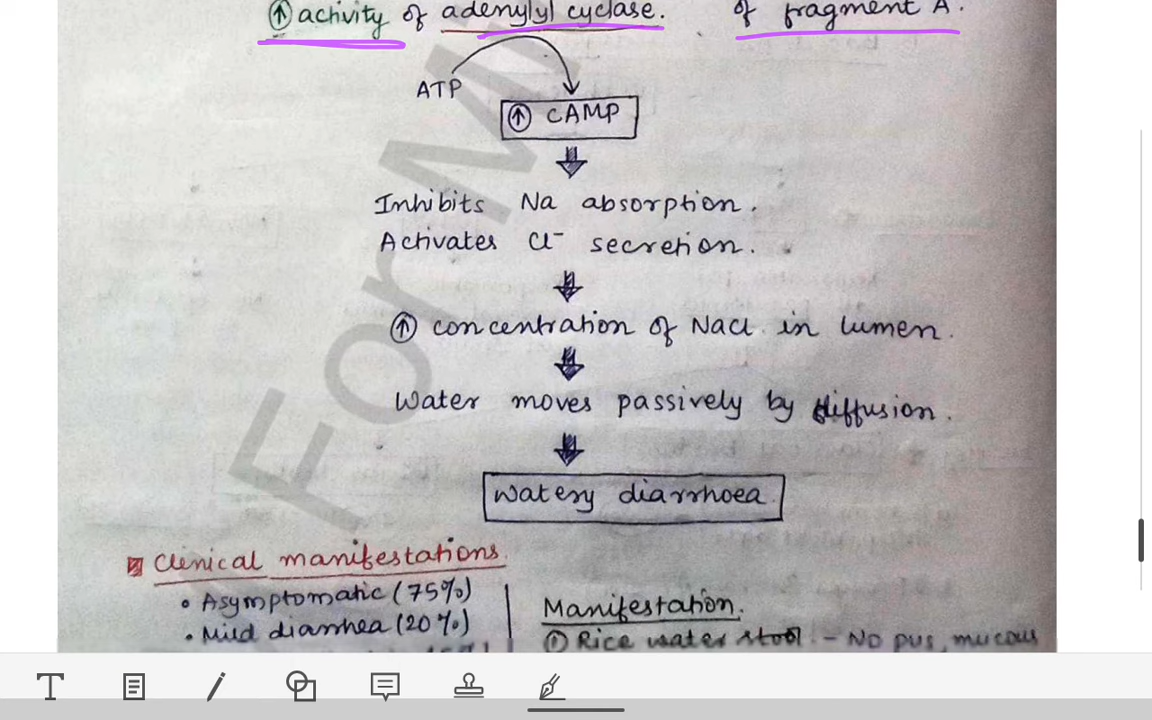 ↑ activity of adenylyl cyclase. of fragment A.
ATP
↑ CAMP
Inhibits Na absorption.
Activates Cl⁻ secretion.
↑ concentration of NaCl in lumen.
Water moves passively by diffusion.
Watery diarrhoea.
Clinical manifestations.
• Asymptomatic (75%)
• Mild diarrhea (20%)
Manifestation.
① Rice water stool - No pus, mucous
For
T